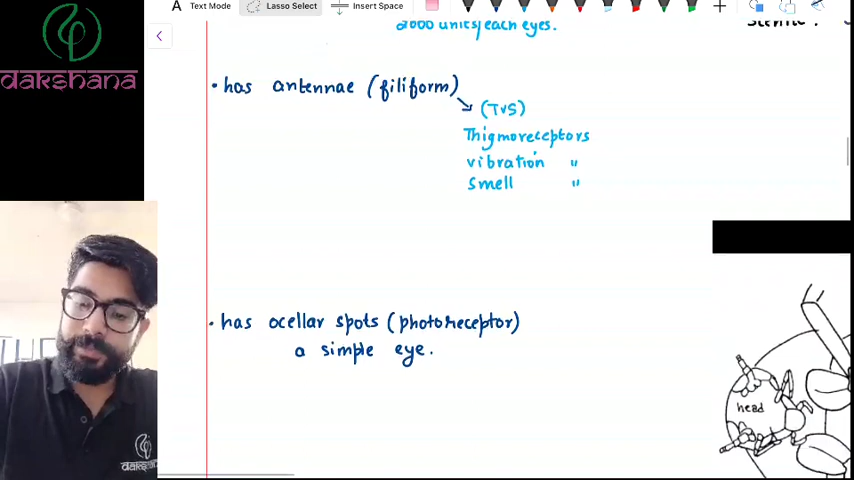 A Text Mode Lasso Select Insert Space
2000 units/each eyes.
dakshana
• has antennae (filiform)
(TVS)
Thigmoreceptors
vibration "
Smell "
• has ocellar spots (photoreceptor)
a simple eye.
head
dakshana